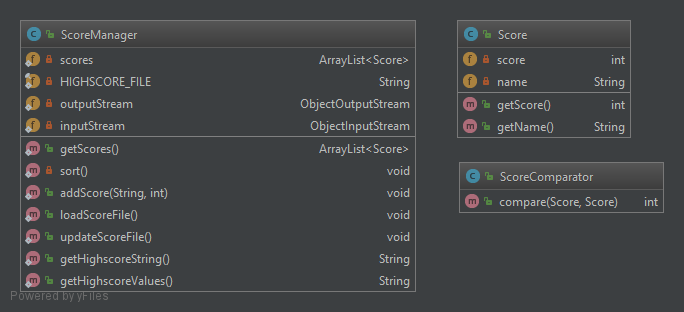 ScoreManager
scores ArrayList<Score>
HIGHSCORE_FILE String
outputStream ObjectOutputStream
inputStream ObjectInputStream
getScores() ArrayList<Score>
sort() void
addScore(String, int) void
loadScoreFile() void
updateScoreFile() void
getHighscoreString() String
getHighscoreValues() String
Score
score int
name String
getScore() int
getName() String
ScoreComparator
compare(Score, Score) int
Powered by yFiles